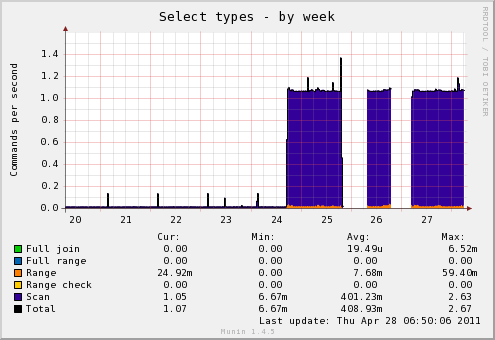 Select types - by week
RRDTOOL / TOBI OETIKER
Commands per second
1.4
1.2
1.0
0.8
0.6
0.4
0.2
0.0
20 21 22 23 24 25 26 27
Cur: Min: Avg: Max:
Full join 0.00 0.00 19.49u 6.52m
Full range 0.00 0.00 0.00 0.00
Range 24.92m 0.00 7.68m 59.40m
Range check 0.00 0.00 0.00 0.00
Scan 1.05 6.67m 401.23m 2.63
Total 1.07 6.67m 408.93m 2.67
Last update: Thu Apr 28 06:50:06 2011
Munin 1.4.5